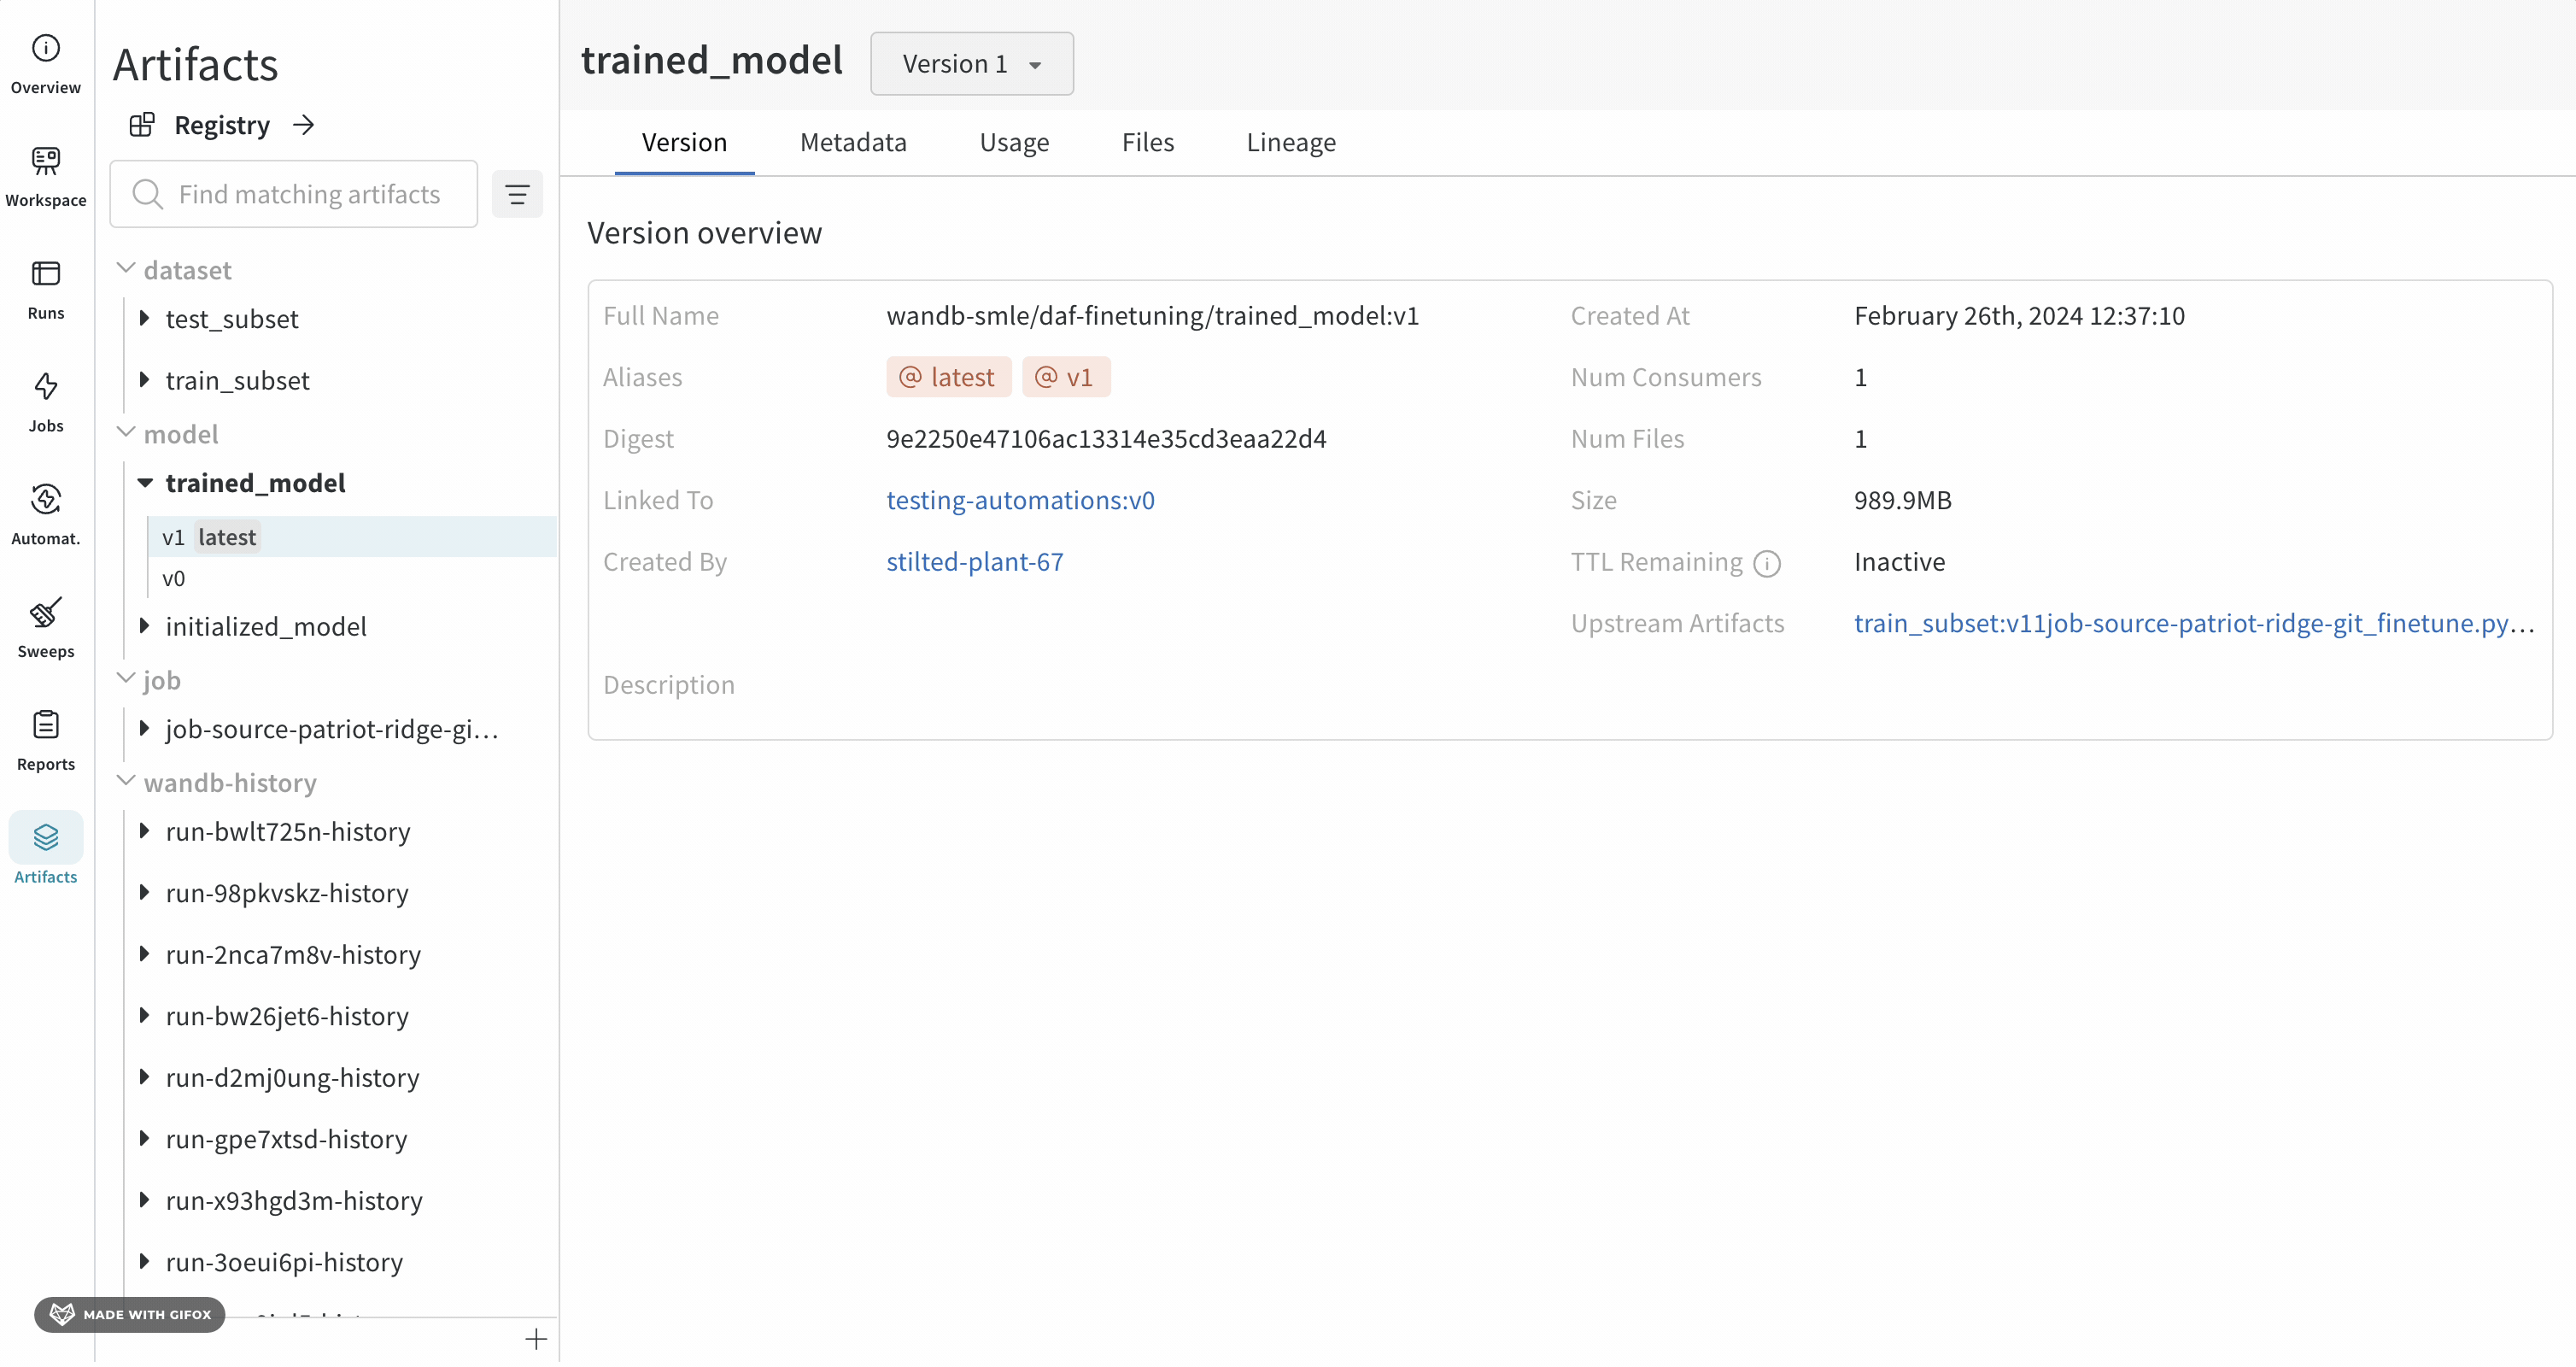 Overview
Workspace
Runs
Jobs
Automat.
Sweeps
Reports
Artifacts
Artifacts
Registry
Find matching artifacts
dataset
test_subset
train_subset
model
trained_model
v1 latest
v0
initialized_model
job
job-source-patriot-ridge-gi...
wandb-history
run-bwlt725n-history
run-98pkvskz-history
run-2nca7m8v-history
run-bw26jet6-history
run-d2mj0ung-history
run-gpe7xtsd-history
run-x93hgd3m-history
run-3oeui6pi-history
MADE WITH GIFOX
trained_model Version 1
Version Metadata Usage Files Lineage
Version overview
Full Name wandb-smle/daf-finetuning/trained_model:v1
Aliases @ latest @ v1
Digest 9e2250e47106ac13314e35cd3eaa22d4
Linked To testing-automations:v0
Created By stilted-plant-67
Created At February 26th, 2024 12:37:10
Num Consumers 1
Num Files 1
Size 989.9MB
TTL Remaining Inactive
Upstream Artifacts train_subset:v11job-source-patriot-ridge-git_finetune.py...
Description